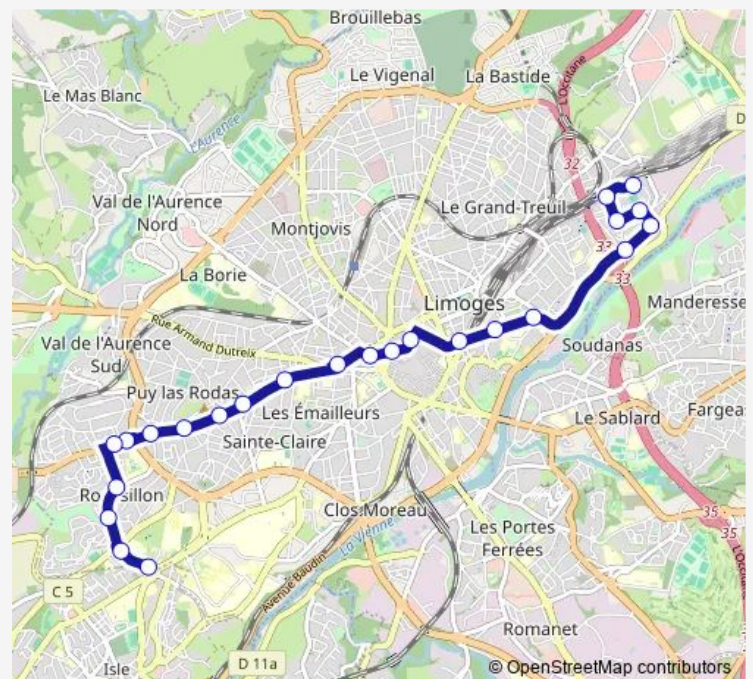 Brouillebas
Le Vigenal
La Bastide
L'Occitane
Le Mas Blanc
L'Aurence
D
32
Val de l'Aurence
Nord
Le Grand-Treuil
Montjovis
33
La Borie
33
Limoges
Manderesse
Rue Armand Dutreix
Val de l'Aurence
Sud
Soudanas
Puy las Rodas
Les Émailleurs
Le Sablard
Fargea
Sainte-Claire
Clos Moreau
35
Les Portes
Ferrées
35
La Vienne
Avenue Baudin
C 5
Romanet
Isle
D 11a
© OpenStreetMap contributors